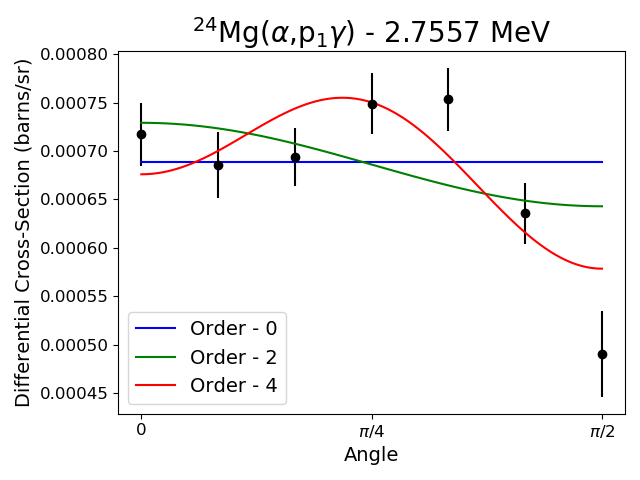 ²⁴Mg(α,p₁γ) - 2.7557 MeV
Differential Cross-Section (barns/sr)
0.00080
0.00075
0.00070
0.00065
0.00060
0.00055
0.00050
0.00045
Order - 0
Order - 2
Order - 4
0 π/4 π/2
Angle